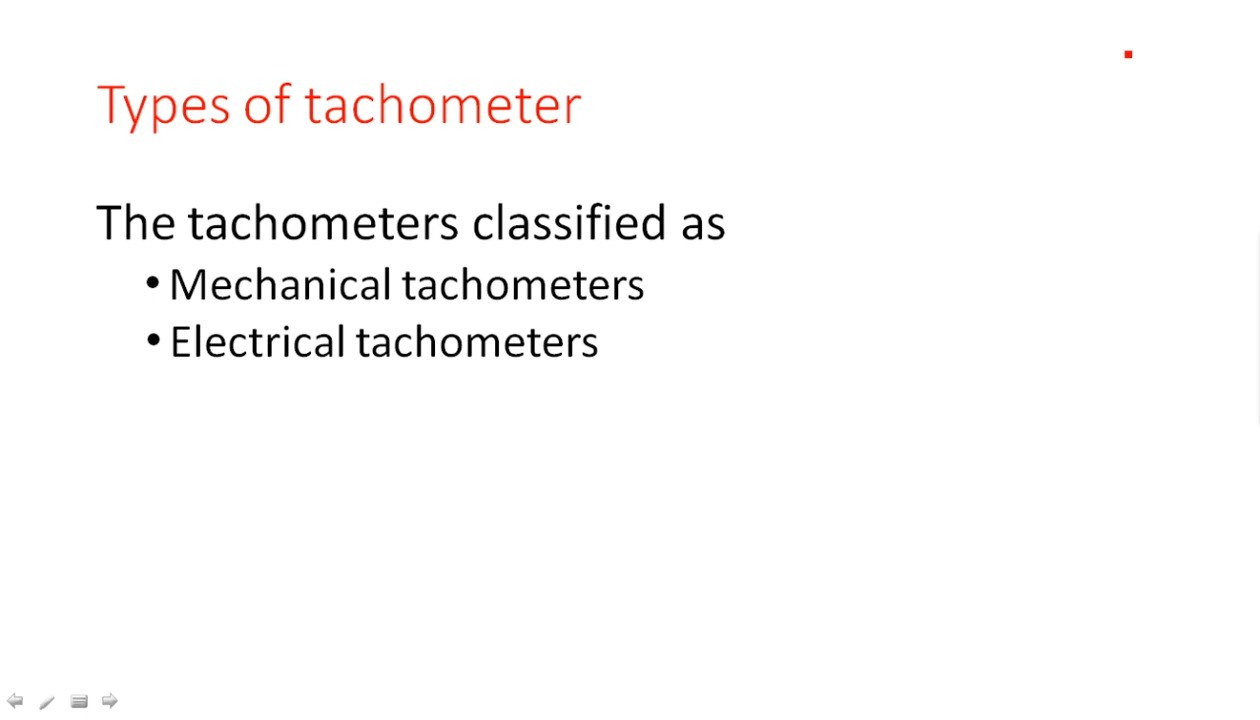 Types of tachometer
The tachometers classified as
• Mechanical tachometers
• Electrical tachometers